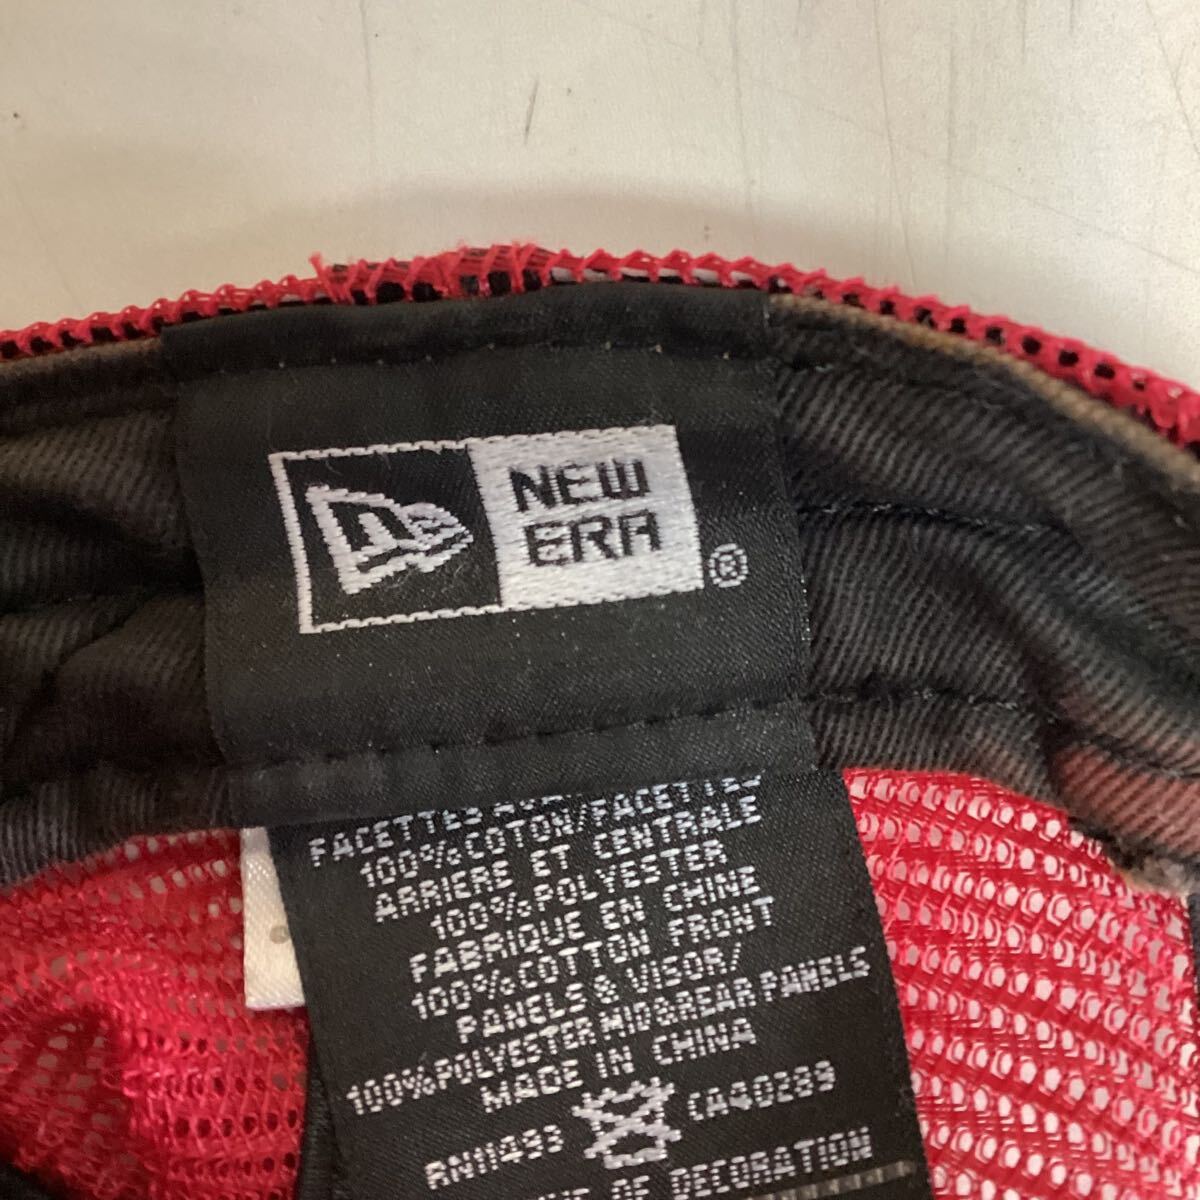 NEW
ERA
®
FACETTES
100%COTON/FACETTES
ARRIERE ET CENTRALE
100%POLYESTER
FABRIQUE EN CHINE
100%COTTON FRONT
PANELS & VISOR/
100%POLYESTER MID&REAR PANELS
MADE IN CHINA
RN11493 CA40289
OF DECORATION